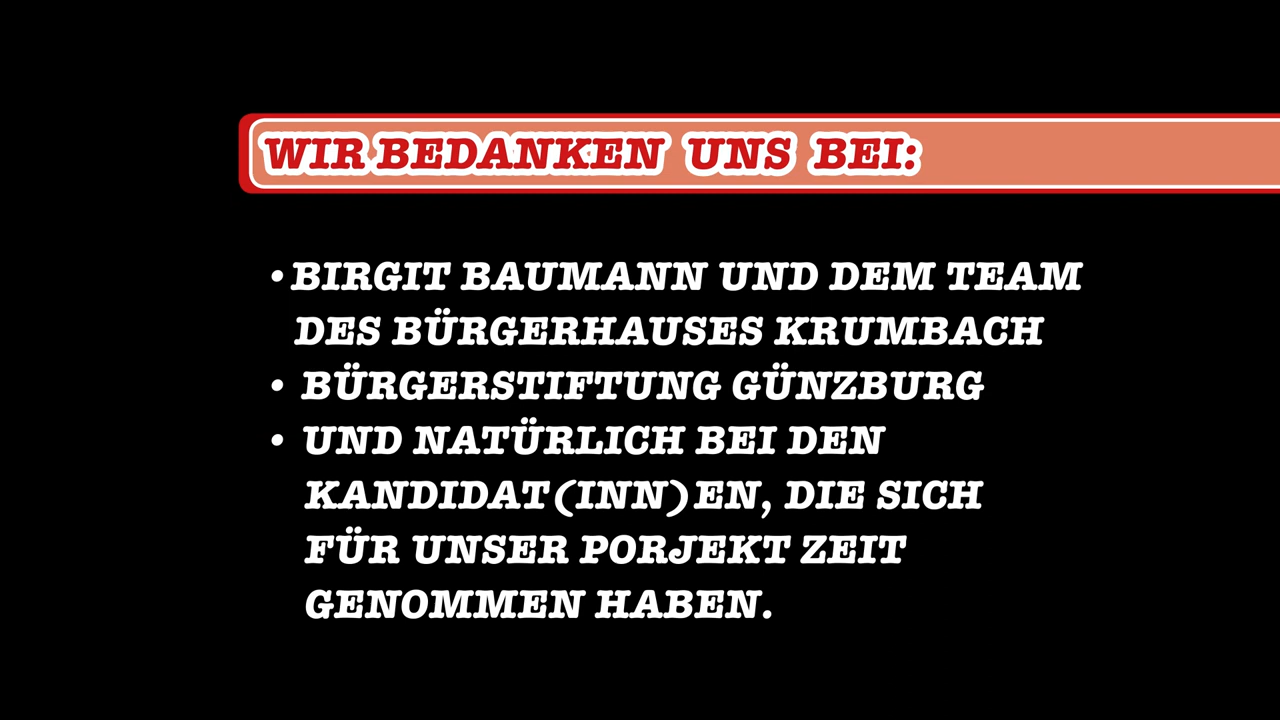 WIR BEDANKEN UNS BEI:
• BIRGIT BAUMANN UND DEM TEAM
DES BÜRGERHAUSES KRUMBACH
• BÜRGERSTIFTUNG GÜNZBURG
• UND NATÜRLICH BEI DEN
KANDIDAT(INN)EN, DIE SICH
FÜR UNSER PORJEKT ZEIT
GENOMMEN HABEN.